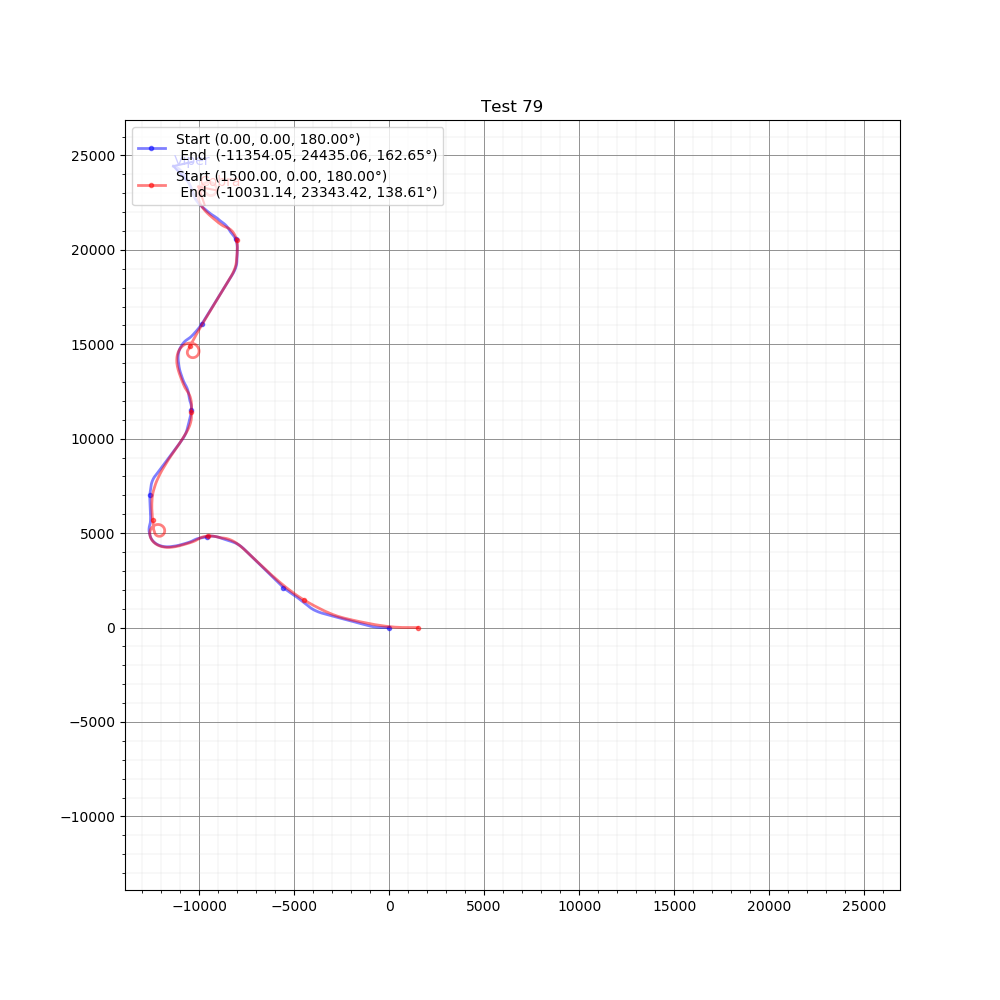 Test 79
Start (0.00, 0.00, 180.00°)
End (-11354.05, 24435.06, 162.65°)
Start (1500.00, 0.00, 180.00°)
End (-10031.14, 23343.42, 138.61°)
25000
20000
15000
10000
5000
0
−5000
−10000
−10000 −5000 0 5000 10000 15000 20000 25000